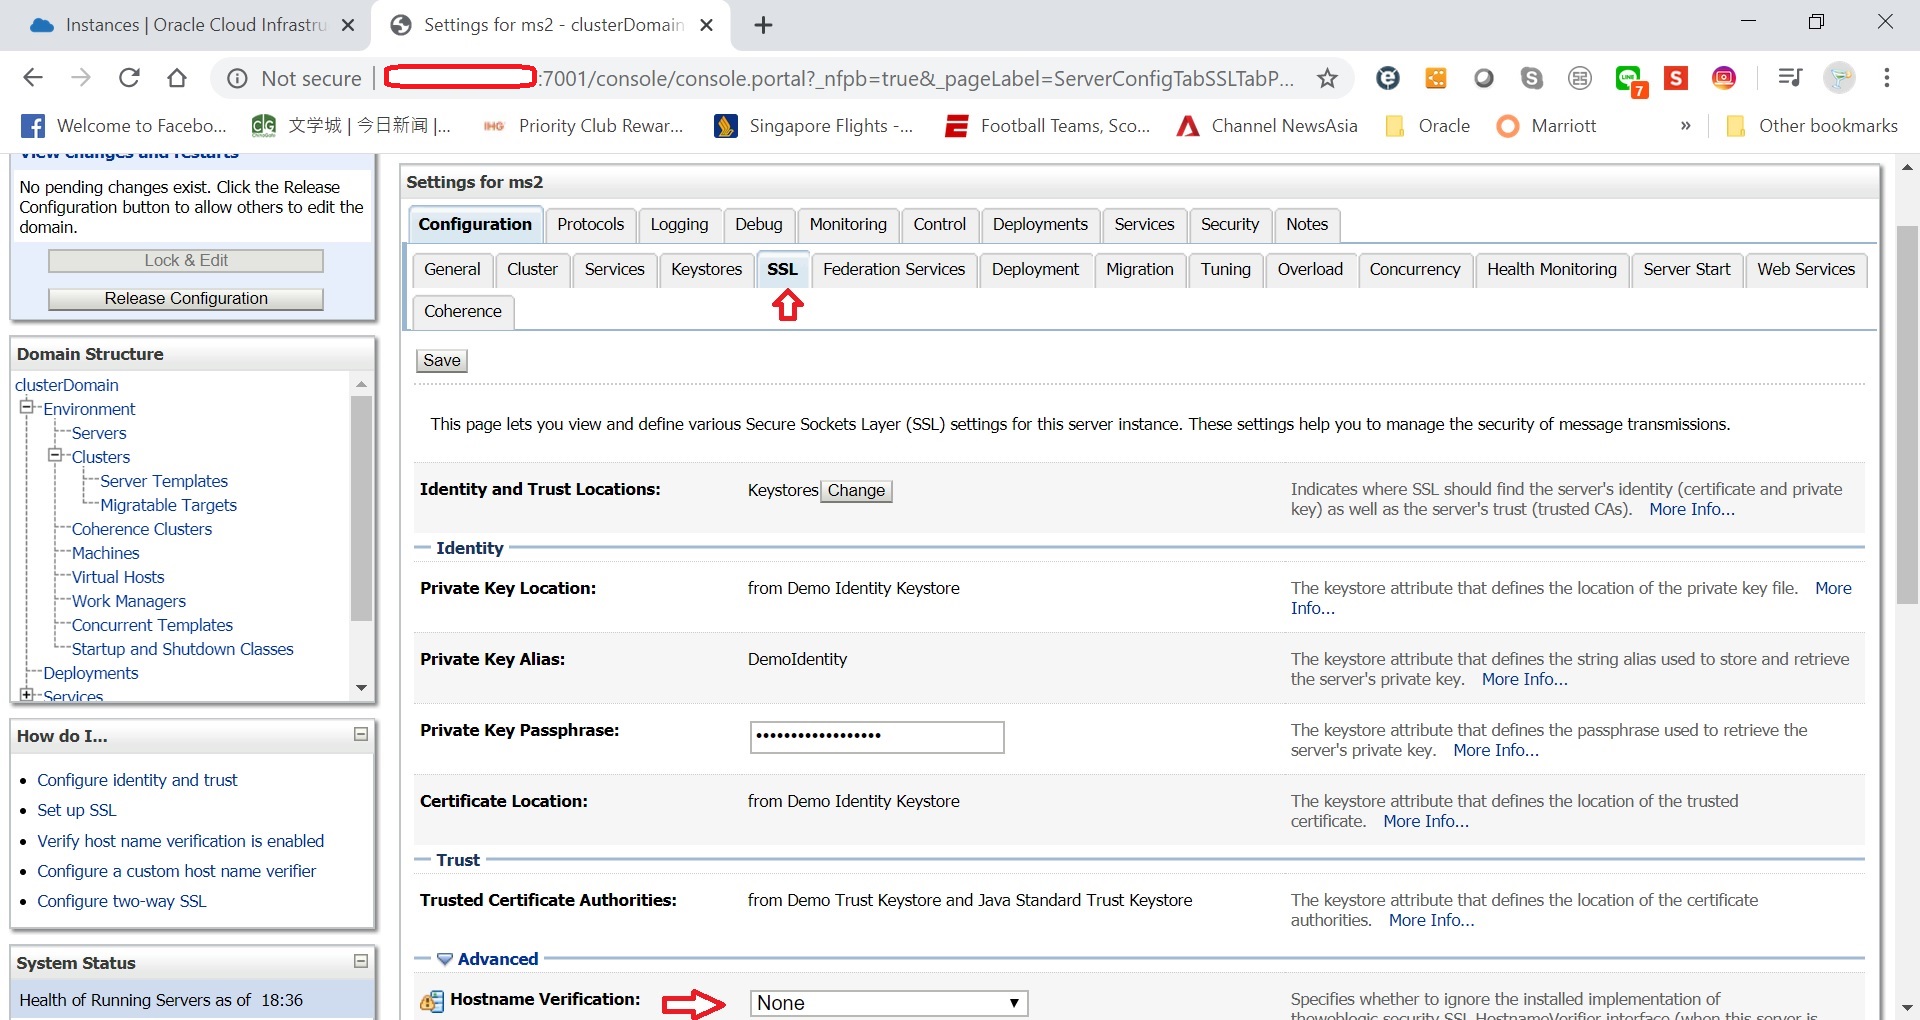 Instances | Oracle Cloud Infrastru
Settings for ms2 - clusterDomain
Not secure
:7001/console/console.portal?_nfpb=true&_pageLabel=ServerConfigTabSSLTabP...
7
Welcome to Facebo...
文学城 | 今日新闻 |...
IHG
Priority Club Rewar...
Singapore Flights -...
Football Teams, Sco...
Channel NewsAsia
Oracle
Marriott
»
Other bookmarks
View changes and restarts
No pending changes exist. Click the Release
Configuration button to allow others to edit the
domain.
Lock & Edit
Release Configuration
Domain Structure
clusterDomain
Environment
Servers
Clusters
Server Templates
Migratable Targets
Coherence Clusters
Machines
Virtual Hosts
Work Managers
Concurrent Templates
Startup and Shutdown Classes
Deployments
Services
How do I...
Configure identity and trust
Set up SSL
Verify host name verification is enabled
Configure a custom host name verifier
Configure two-way SSL
System Status
Health of Running Servers as of 18:36
Settings for ms2
Configuration Protocols Logging Debug Monitoring Control Deployments Services Security Notes
General Cluster Services Keystores SSL Federation Services Deployment Migration Tuning Overload Concurrency Health Monitoring Server Start Web Services
Coherence
Save
This page lets you view and define various Secure Sockets Layer (SSL) settings for this server instance. These settings help you to manage the security of message transmissions.
Identity and Trust Locations:
Keystores Change
Indicates where SSL should find the server's identity (certificate and private
key) as well as the server's trust (trusted CAs). More Info...
Identity
Private Key Location:
from Demo Identity Keystore
The keystore attribute that defines the location of the private key file. More
Info...
Private Key Alias:
DemoIdentity
The keystore attribute that defines the string alias used to store and retrieve
the server's private key. More Info...
Private Key Passphrase:
••••••••••••••••••
The keystore attribute that defines the passphrase used to retrieve the
server's private key. More Info...
Certificate Location:
from Demo Identity Keystore
The keystore attribute that defines the location of the trusted
certificate. More Info...
Trust
Trusted Certificate Authorities:
from Demo Trust Keystore and Java Standard Trust Keystore
The keystore attribute that defines the location of the certificate
authorities. More Info...
Advanced
Hostname Verification:
None
Specifies whether to ignore the installed implementation of
theweblogic.security.SSL.HostnameVerifier interface (when this server is